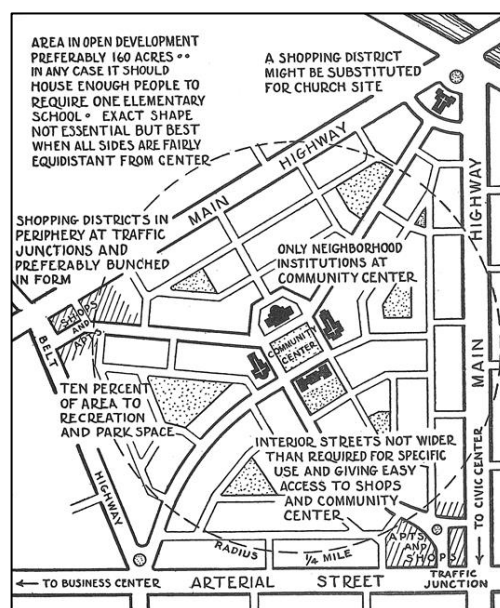 AREA IN OPEN DEVELOPMENT
PREFERABLY 160 ACRES • •
IN ANY CASE IT SHOULD
HOUSE ENOUGH PEOPLE TO
REQUIRE ONE ELEMENTARY
SCHOOL • EXACT SHAPE
NOT ESSENTIAL BUT BEST
WHEN ALL SIDES ARE FAIRLY
EQUIDISTANT FROM CENTER
A SHOPPING DISTRICT
MIGHT BE SUBSTITUTED
FOR CHURCH SITE
MAIN HIGHWAY
HIGHWAY
MAIN
SHOPPING DISTRICTS IN
PERIPHERY AT TRAFFIC
JUNCTIONS AND
PREFERABLY BUNCHED
IN FORM
ONLY NEIGHBORHOOD
INSTITUTIONS AT
COMMUNITY CENTER
SHOPS
AND
APTS
COMMUNITY
CENTER
BELT
HIGHWAY
TEN PERCENT
OF AREA TO
RECREATION
AND PARK SPACE
INTERIOR STREETS NOT WIDER
THAN REQUIRED FOR SPECIFIC
USE AND GIVING EASY
ACCESS TO SHOPS
AND COMMUNITY
CENTER
TO CIVIC CENTER
APTS
AND
SHOPS
RADIUS 1/4 MILE
TRAFFIC
JUNCTION
← TO BUSINESS CENTER ARTERIAL STREET